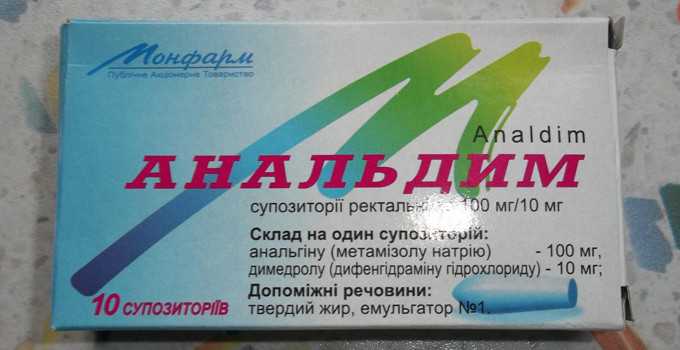 Монфарм
Публічне Акціонерне Товариство
Analdim
АНАЛЬДИМ
супозиторії ректальні 100 мг/10 мг
Склад на один супозиторій:
анальгіну (метамізолу натрію) - 100 мг,
димедролу (дифенгідраміну гідрохлориду) - 10 мг;
Допоміжні речовини:
твердий жир, емульгатор №1.
10 СУПОЗИТОРІЇВ